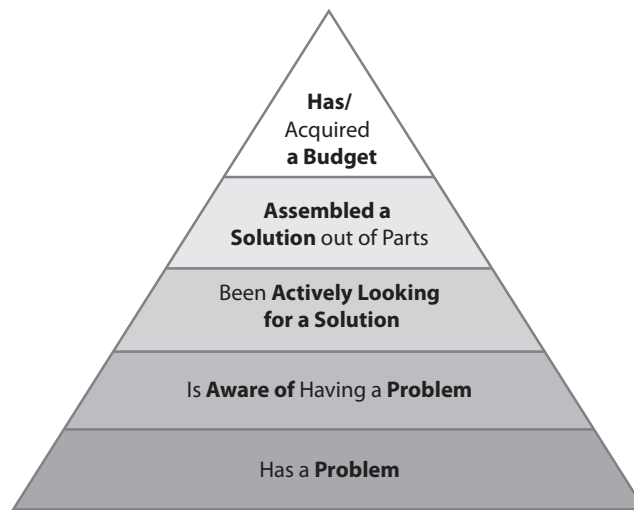 Has/
Acquired
a Budget
Assembled a
Solution out of Parts
Been Actively Looking
for a Solution
Is Aware of Having a Problem
Has a Problem